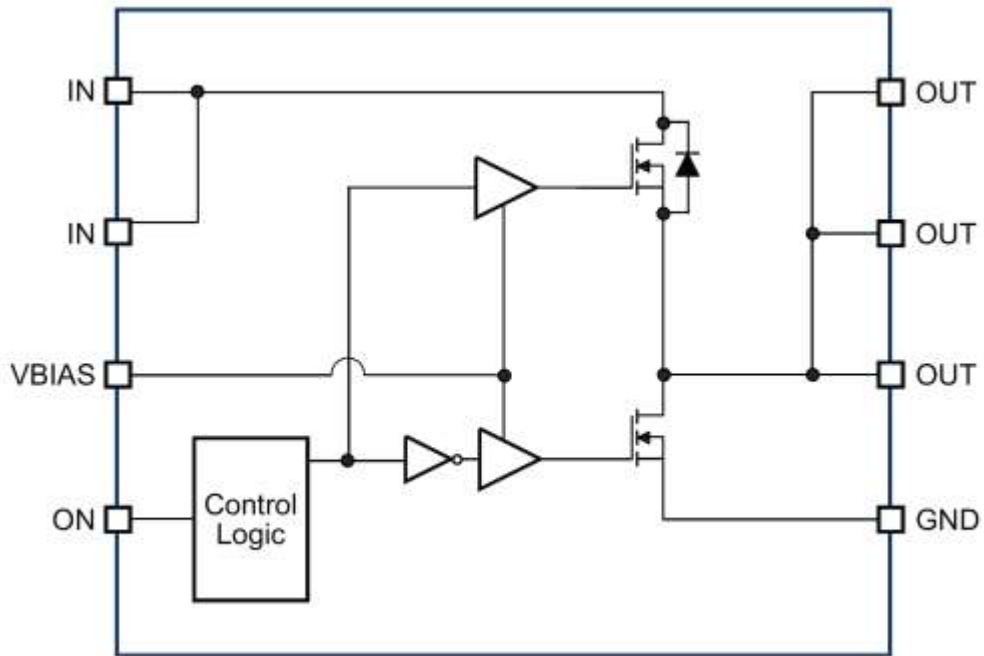 IN
OUT
IN
OUT
VBIAS
OUT
ON
Control
Logic
GND